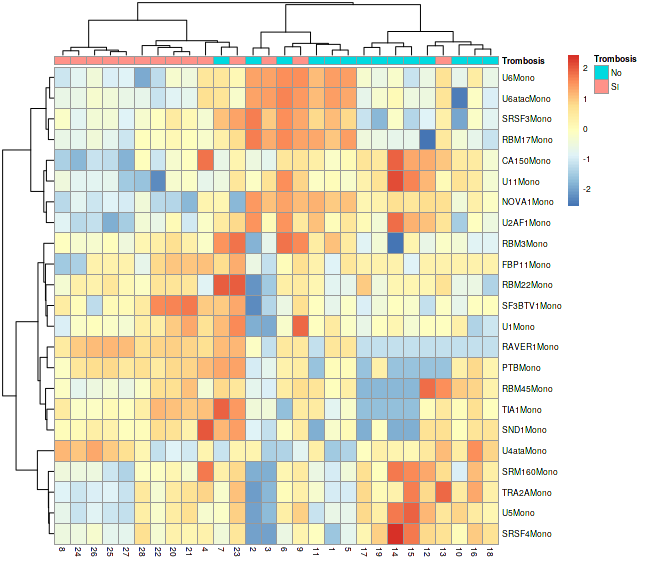 Trombosis
Trombosis
No
SI
2
1
0
-1
-2
U6Mono
U6atacMono
SRSF3Mono
RBM17Mono
CA150Mono
U11Mono
NOVA1Mono
U2AF1Mono
RBM3Mono
FBP11Mono
RBM22Mono
SF3BTV1Mono
U1Mono
RAVER1Mono
PTBMono
RBM45Mono
TIA1Mono
SND1Mono
U4ataMono
SRM160Mono
TRA2AMono
U5Mono
SRSF4Mono
8 24 26 25 27 28 22 20 21 4 7 23 2 3 6 9 11 1 5 17 19 14 15 12 13 10 16 18